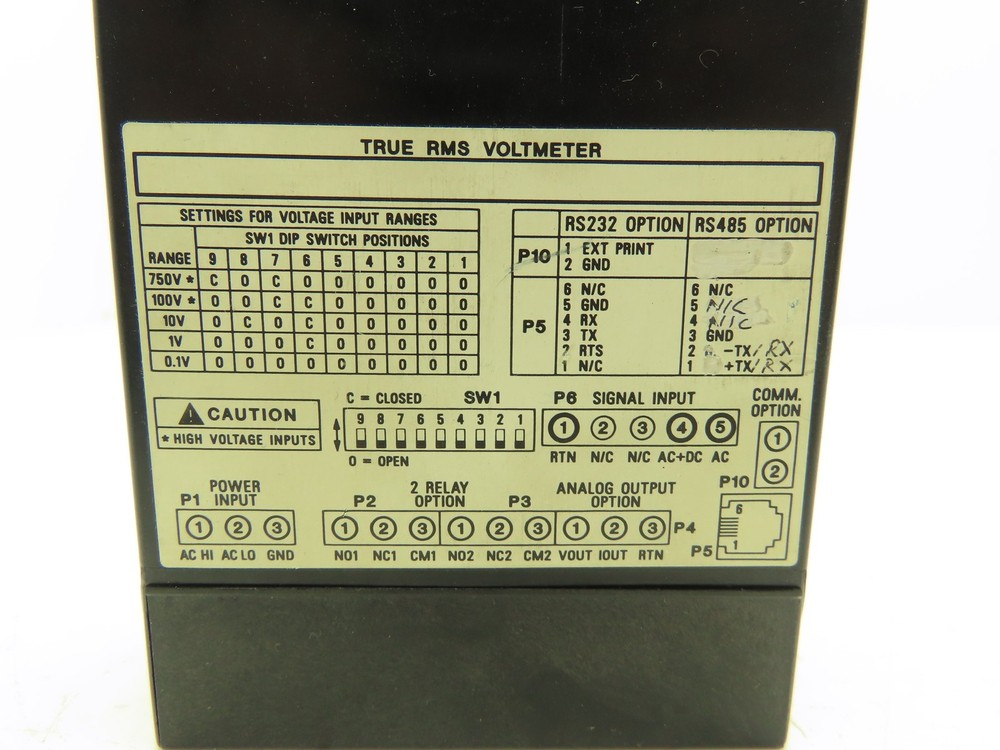 TRUE RMS VOLTMETER
SETTINGS FOR VOLTAGE INPUT RANGES
SW1 DIP SWITCH POSITIONS
RANGE 9 8 7 6 5 4 3 2 1
750V * C O C O O O O O O
100V * O O C C O O O O O
10V O C O C O O O O O
1V O O C C O O O O O
0.1V O O O O C O O O O
RS232 OPTION RS485 OPTION
P10 1 EXT PRINT
2 GND
P5
6 N/C 6 N/C
5 GND 5 N/C
4 RX 4 N/C
3 TX 3 GND
2 RTS 2 -TX/RX
1 N/C 1 +TX/RX
CAUTION
* HIGH VOLTAGE INPUTS
C = CLOSED SW1
9 8 7 6 5 4 3 2 1
O = OPEN
P6 SIGNAL INPUT
1 2 3 4 5
RTN N/C N/C AC+DC AC
COMM. OPTION
1
2
P10
POWER
P1 INPUT
1 2 3
AC HI AC LO GND
2 RELAY
P2 OPTION P3
ANALOG OUTPUT
OPTION
1 2 3 1 2 3 1 2 3 P4
NO1 NC1 CM1 NO2 NC2 CM2 VOUT IOUT RTN
6
1
P5